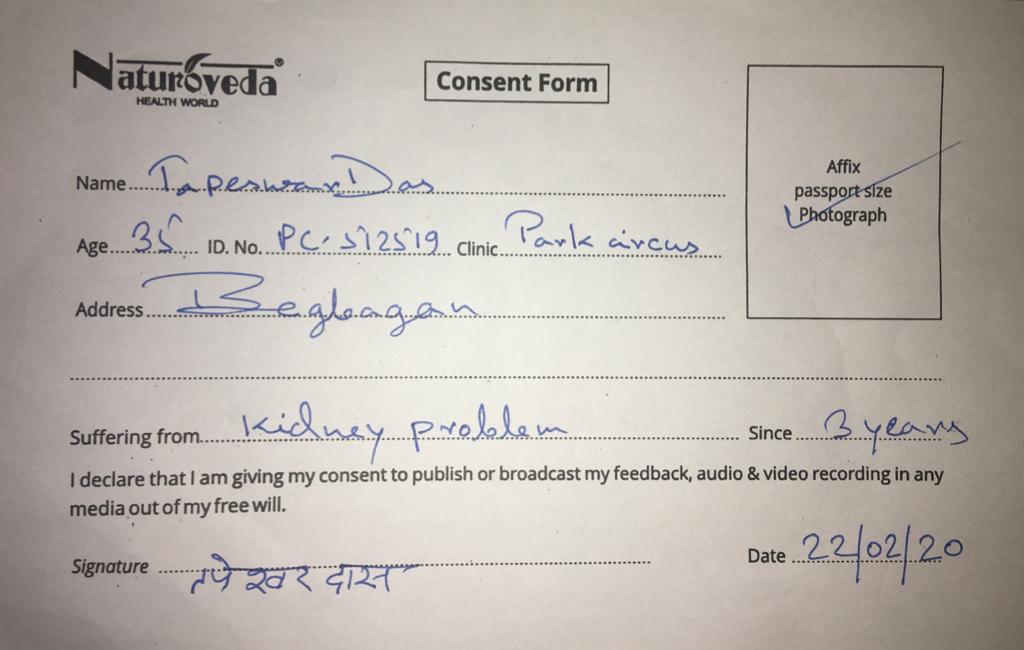 Naturoveda®
HEALTH WORLD
Consent Form
Affix
passport size
Photograph
Name Tapeswar Das
Age 35 ID. No. PC-512519 Clinic Park circus
Address Begbagan
Suffering from Kidney problem Since 3 years
I declare that I am giving my consent to publish or broadcast my feedback, audio & video recording in any
media out of my free will.
Signature तपेश्वर दास Date 22/02/20